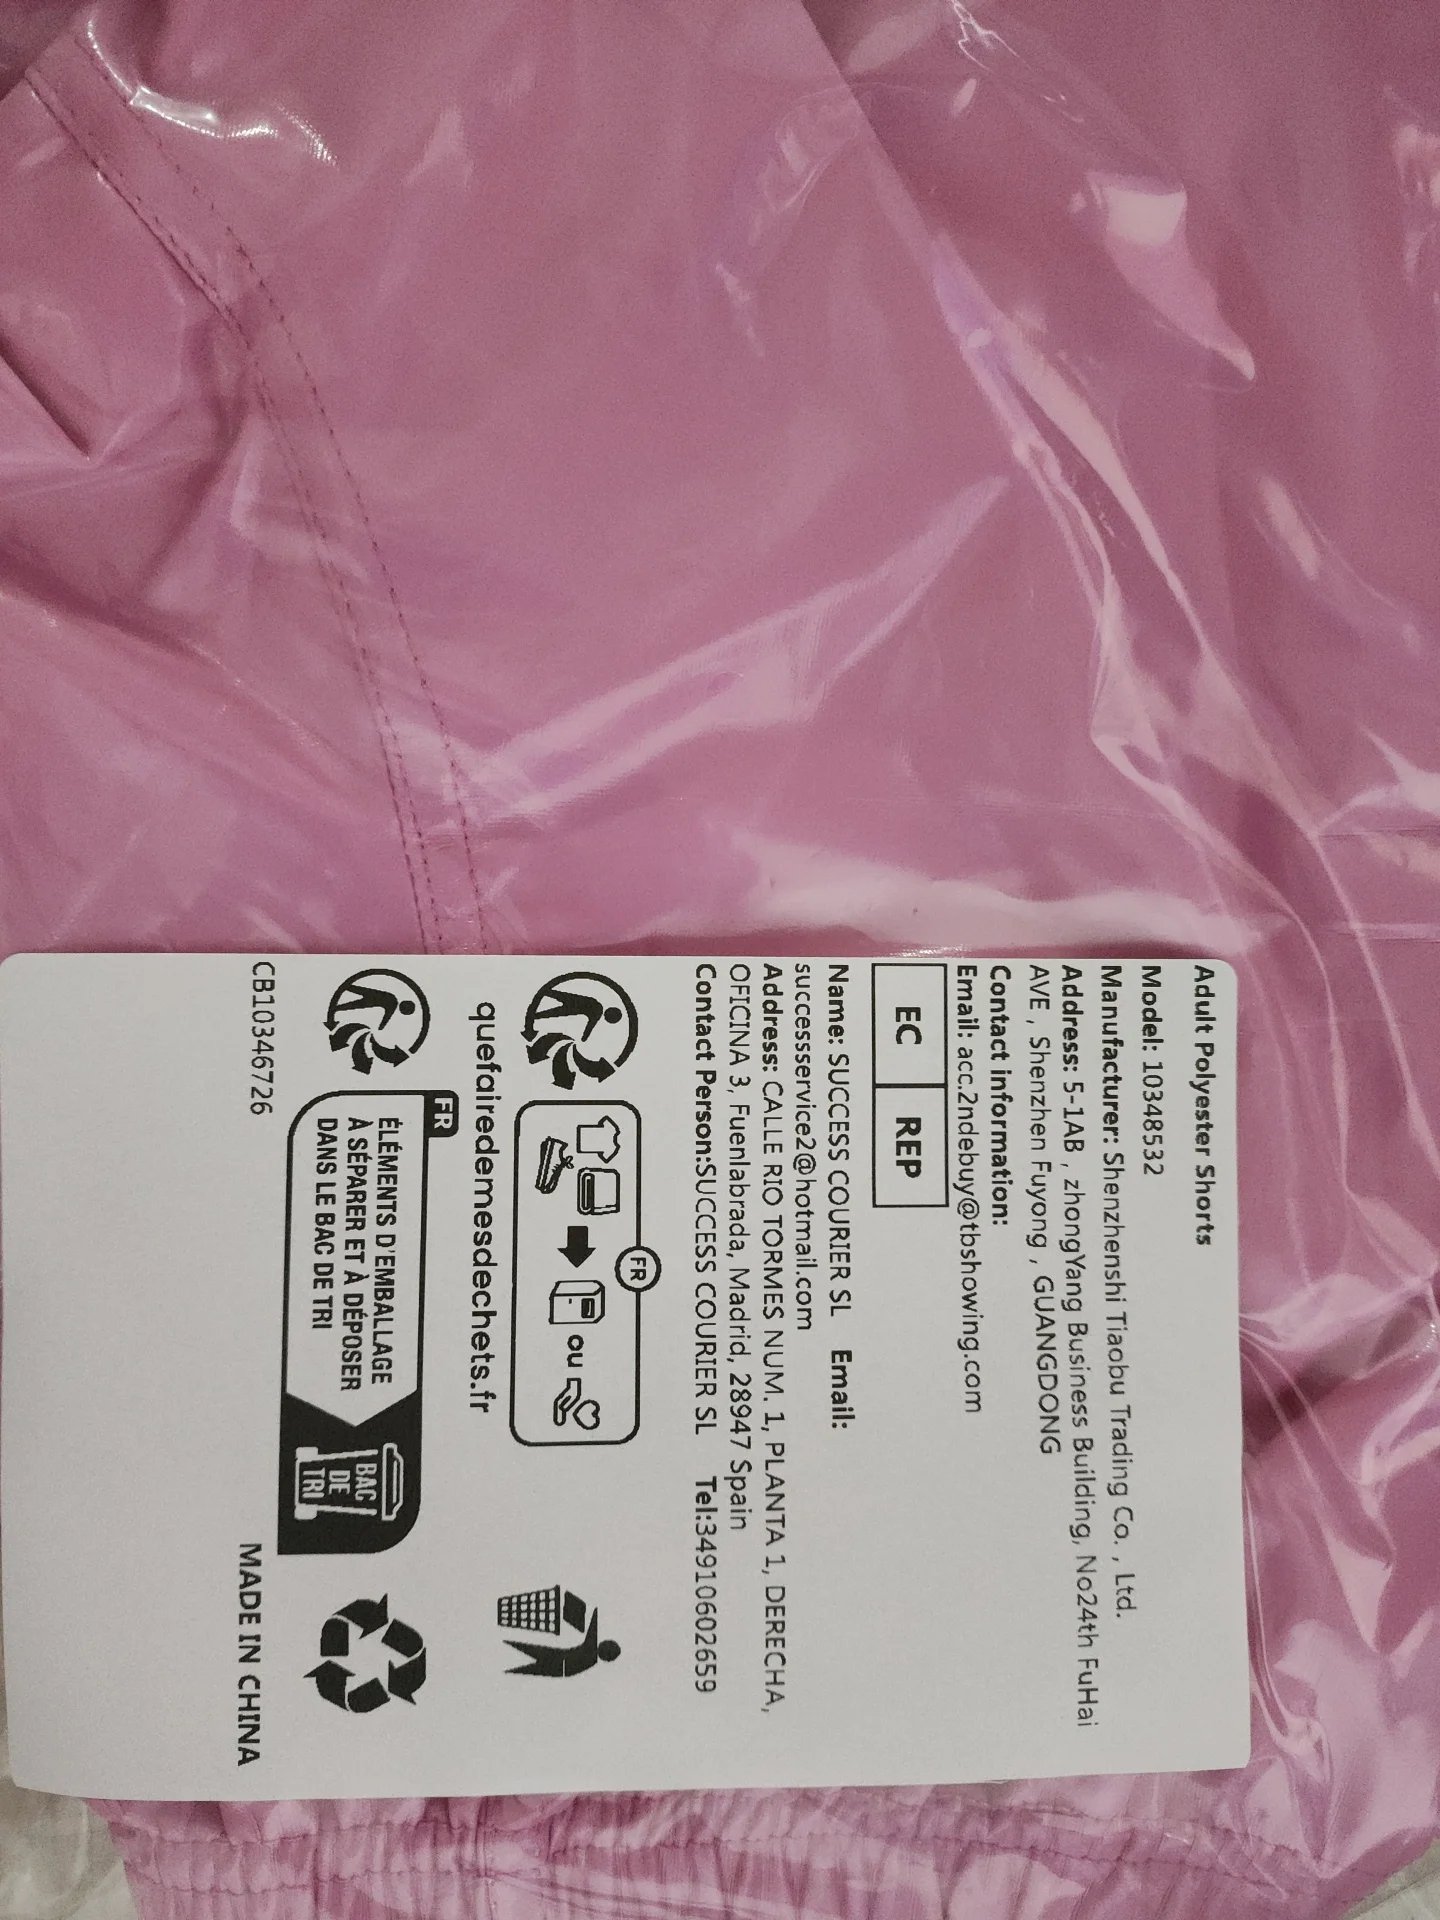 Adult Polyester Shorts
Model: 10348532
Manufacturer: Shenzhenshi Tiaobu Trading Co. , Ltd.
Address: 5-1AB , zhongYang Business Building, No24th FuHai
AVE , Shenzhen Fuyong , GUANGDONG
Contact information:
Email: acc.2ndebuy@tbshowing.com
EC REP
Name: SUCCESS COURIER SL Email:
successservice2@hotmail.com
Address: CALLE RIO TORMES NUM. 1, PLANTA 1, DERECHA,
OFICINA 3, Fuenlabrada, Madrid, 28947 Spain
Contact Person:SUCCESS COURIER SL Tel:34910602659
FR
ou
quefairedemesdechets.fr
FR
ÉLÉMENTS D'EMBALLAGE
À SÉPARER ET À DÉPOSER
DANS LE BAC DE TRI
BAC
DE
TRI
CB10346726 MADE IN CHINA